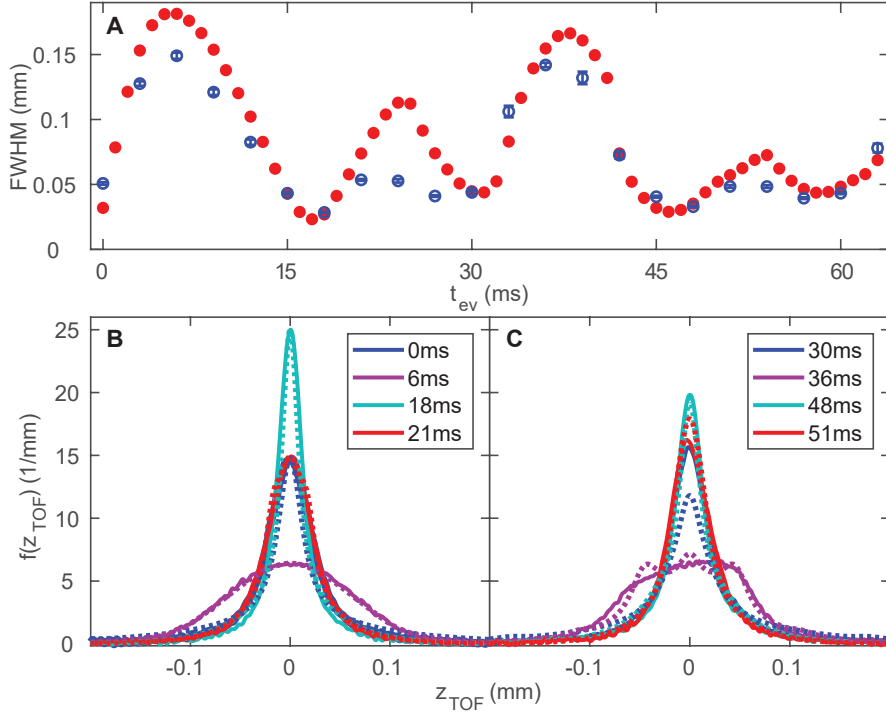 A
FWHM (mm)
0.15
0.1
0.05
0
0
15
30
45
60
t_ev (ms)
B
f(z_TOF) (1/mm)
25
20
15
10
5
0
0ms
6ms
18ms
21ms
-0.1
0
0.1
C
30ms
36ms
48ms
51ms
-0.1
0
0.1
z_TOF (mm)